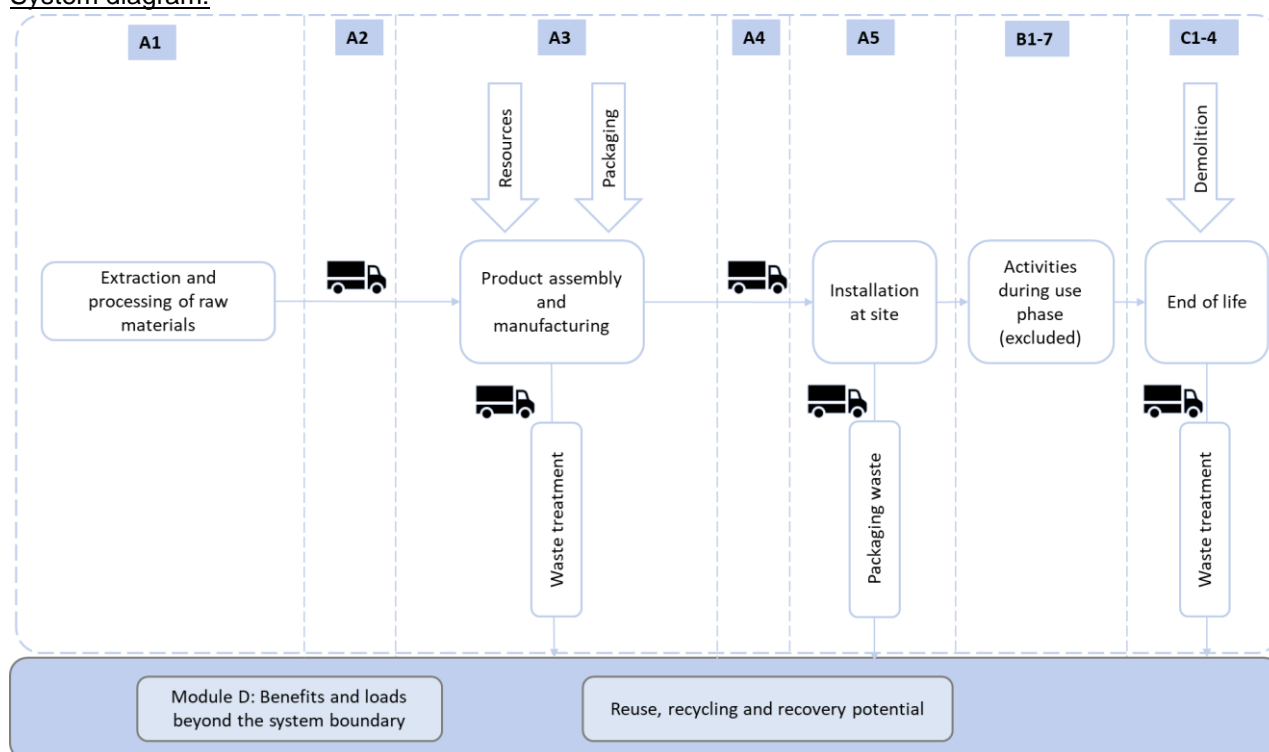 System diagram:
A1
A2
A3
A4
A5
B1-7
C1-4
Resources
Packaging
Demolition
Extraction and
processing of raw
materials
Product assembly
and
manufacturing
Installation
at site
Activities
during use
phase
(excluded)
End of life
Waste treatment
Packaging waste
Waste treatment
Module D: Benefits and loads
beyond the system boundary
Reuse, recycling and recovery potential